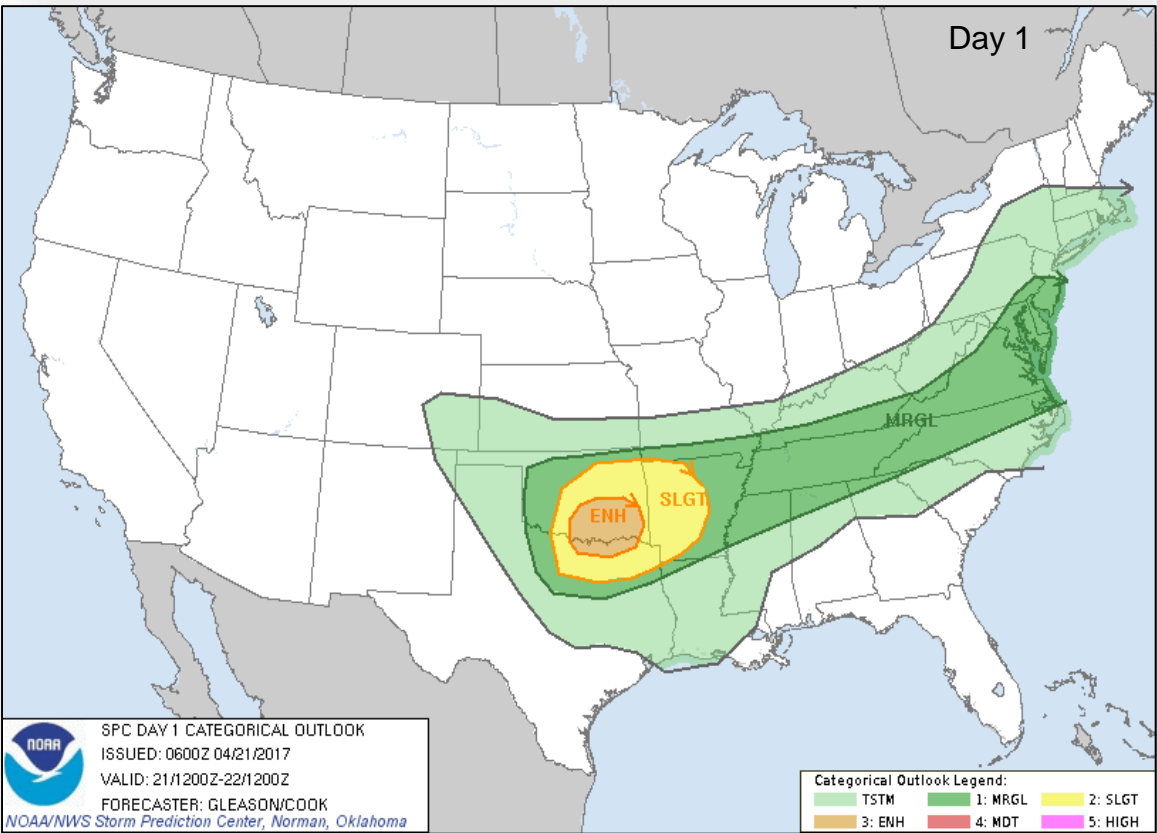 Day 1
MRGL
SLGT
ENH
NOAA
SPC DAY 1 CATEGORICAL OUTLOOK
ISSUED: 0600Z 04/21/2017
VALID: 21/1200Z-22/1200Z
FORECASTER: GLEASON/COOK
NOAA/NWS Storm Prediction Center, Norman, Oklahoma
Categorical Outlook Legend:
TSTM 1: MRGL 2: SLGT
3: ENH 4: MDT 5: HIGH